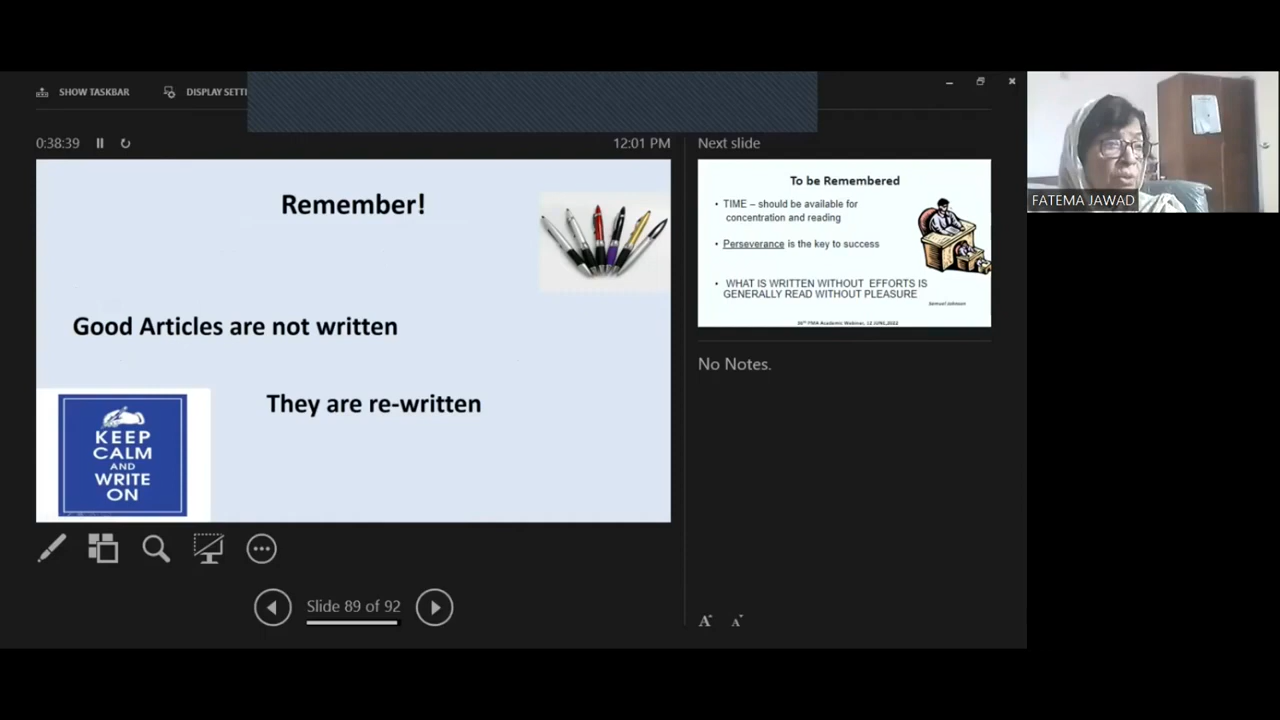 SHOW TASKBAR
DISPLAY SETTI
0:38:39
12:01 PM
Remember!
Good Articles are not written
They are re-written
KEEP
CALM
AND
WRITE
ON
Slide 89 of 92
Next slide
To be Remembered
• TIME – should be available for
concentration and reading
• Perseverance is the key to success
• WHAT IS WRITTEN WITHOUT EFFORTS IS
GENERALLY READ WITHOUT PLEASURE
Samuel Johnson
No Notes.
A A
FATEMA JAWAD